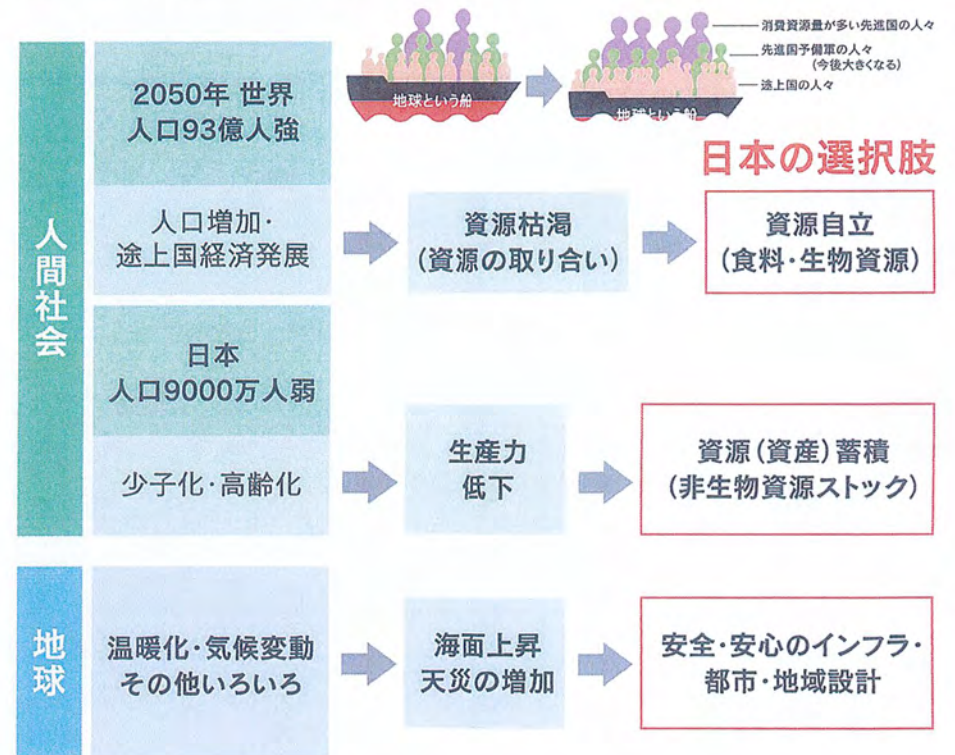 消費資源量が多い先進国の人々
先進国予備軍の人々
(今後大きくなる)
途上国の人々
地球という船
地球という船
日本の選択肢
人間社会
2050年 世界
人口93億人強
人口増加・
途上国経済発展
資源枯渇
(資源の取り合い)
資源自立
(食料・生物資源)
日本
人口9000万人弱
少子化・高齢化
生産力
低下
資源(資産)蓄積
(非生物資源ストック)
地球
温暖化・気候変動
その他いろいろ
海面上昇
天災の増加
安全・安心のインフラ・
都市・地域設計